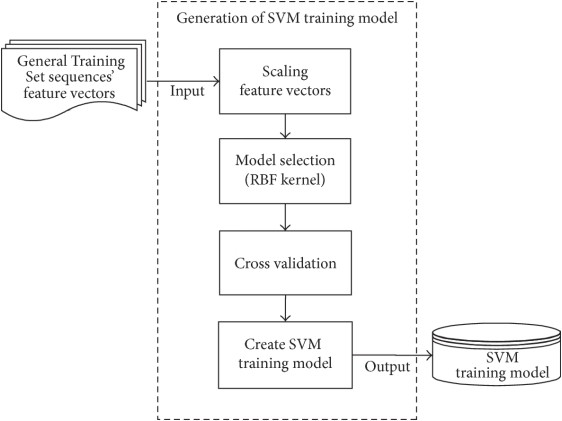 Generation of SVM training model
General Training
Set sequences'
feature vectors
Input
Scaling
feature vectors
Model selection
(RBF kernel)
Cross validation
Create SVM
training model
Output
SVM
training model